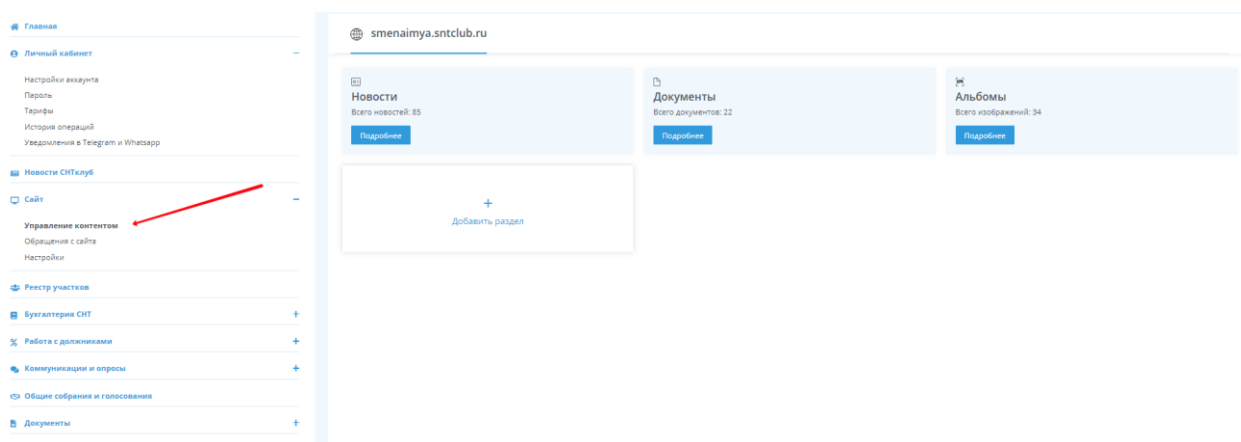 Главная
Личный кабинет
Настройки аккаунта
Пароль
Тарифы
История операций
Уведомления в Telegram и Whatsapp
Новости СНТклуб
Сайт
Управление контентом
Обращения с сайта
Настройки
Реестр участков
Бухгалтерия СНТ
Работа с должниками
Коммуникации и опросы
Общие собрания и голосования
Документы
smenaimya.sntclub.ru
Новости
Всего новостей: 85
Подробнее
Документы
Всего документов: 22
Подробнее
Альбомы
Всего изображений: 34
Подробнее
Добавить раздел